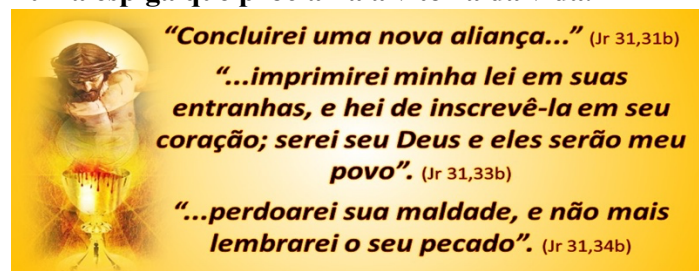 “Concluirei uma nova aliança...” (Jr 31,31b)
“...imprimirei minha lei em suas
entranhas, e hei de inscrevê-la em seu
coração; serei seu Deus e eles serão meu
povo”. (Jr 31,33b)
“...perdoarei sua maldade, e não mais
lembrarei o seu pecado”. (Jr 31,34b)